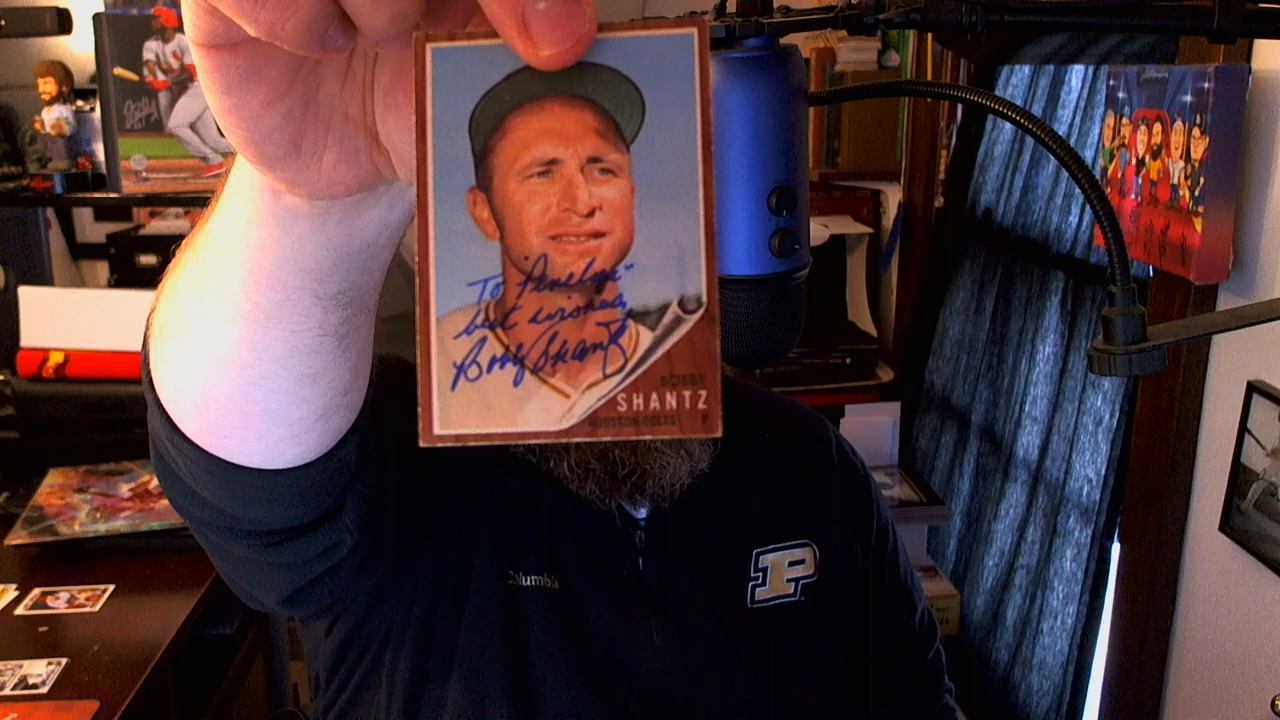 To "Penelope"
best wishes,
Bobby Shantz
BOBBY
SHANTZ
HOUSTON COLTS P
Columbia
P